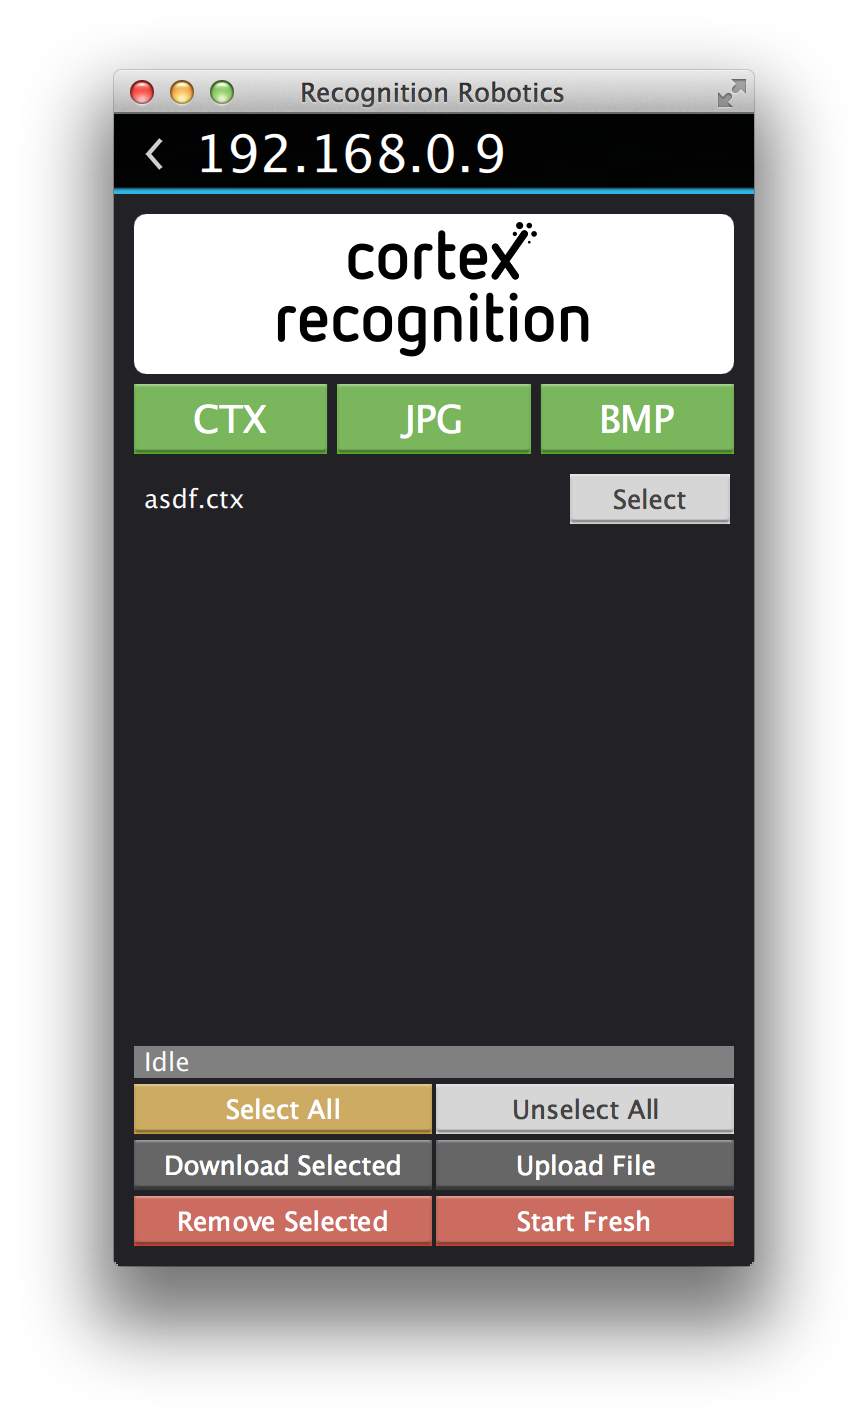 Recognition Robotics
192.168.0.9
cortex
recognition
CTX JPG BMP
asdf.ctx Select
Idle
Select All Unselect All
Download Selected Upload File
Remove Selected Start Fresh